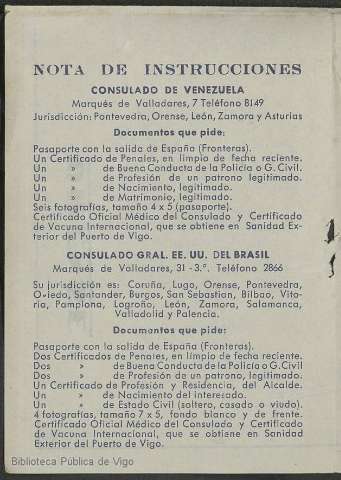 NOTA DE INSTRUCCIONES
CONSULADO DE VENEZUELA
Marqués de Valladares, 7 Teléfono 8149
Jurisdicción: Pontevedra, Orense, León, Zamora y Asturias
Documentos que pide:
Pasaporte con la salida de España (Fronteras).
Un Certificado de Penales, en limpio de fecha reciente.
Un » de Buena Conducta de la Policía o G. Civil.
Un » de Profesión de un patrono legitimado.
Un » de Nacimiento, legitimado.
Un » de Matrimonio, legitimado.
Seis fotografías, tamaño 4 x 5 (pasaporte).
Certificado Oficial Médico del Consulado y Certificado
de Vacuna Internacional, que se obtiene en Sanidad Ex-
terior del Puerto de Vigo.
CONSULADO GRAL. EE. UU. DEL BRASIL
Marqués de Valladares, 31 - 3.º. Teléfono 2866
Su jurisdicción es: Coruña, Lugo, Orense, Pontevedra,
Oviedo, Santander, Burgos, San Sebastian, Bilbao, Vito-
ria, Pamplona, Logroño, León, Zamora, Salamanca,
Valladolid y Palencia.
Documentos que pide:
Pasaporte con la salida de España (Fronteras).
Dos Certificados de Penales, en limpio de fecha reciente.
Dos » de Buena Conducta de la Policía o G. Civil
Dos » de Profesión de un patrono, legitimado.
Un Certificado de Profesión y Residencia, del Alcalde.
Un » de Nacimiento del interesado.
Un » de Estado Civil (soltero, casado o viudo).
4 fotografías, tamaño 7 x 5, fondo blanco y de frente.
Certificado Oficial Médico del Consulado y Certificado
de Vacuna Internacional, que se obtiene en Sanidad
Exterior del Puerto de Vigo.
Biblioteca Pública de Vigo